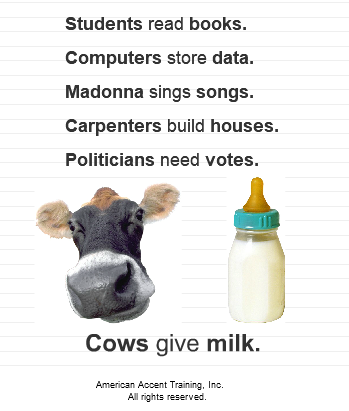 Students read books.
Computers store data.
Madonna sings songs.
Carpenters build houses.
Politicians need votes.
Cows give milk.
American Accent Training, Inc.
All rights reserved.